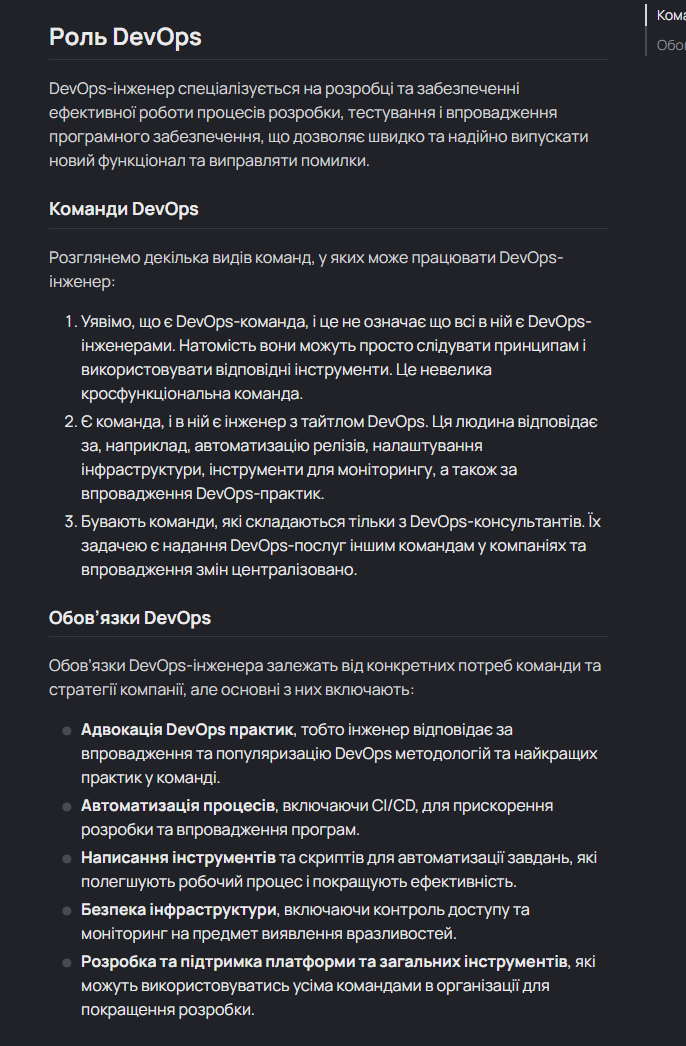 Роль DevOps
DevOps-інженер спеціалізується на розробці та забезпеченні
ефективної роботи процесів розробки, тестування і впровадження
програмного забезпечення, що дозволяє швидко та надійно випускати
новий функціонал та виправляти помилки.
Команди DevOps
Розглянемо декілька видів команд, у яких може працювати DevOps-
інженер:
1. Уявімо, що є DevOps-команда, і це не означає що всі в ній є DevOps-
інженерами. Натомість вони можуть просто слідувати принципам і
використовувати відповідні інструменти. Це невелика
кросфункціональна команда.
2. Є команда, і в ній є інженер з тайтлом DevOps. Ця людина відповідає
за, наприклад, автоматизацію релізів, налаштування
інфраструктури, інструменти для моніторингу, а також за
впровадження DevOps-практик.
3. Бувають команди, які складаються тільки з DevOps-консультантів. Їх
задачею є надання DevOps-послуг іншим командам у компаніях та
впровадження змін централізовано.
Обов’язки DevOps
Обов’язки DevOps-інженера залежать від конкретних потреб команди та
стратегії компанії, але основні з них включають:
Адвокація DevOps практик, тобто інженер відповідає за
впровадження та популяризацію DevOps методологій та найкращих
практик у команді.
Автоматизація процесів, включаючи CI/CD, для прискорення
розробки та впровадження програм.
Написання інструментів та скриптів для автоматизації завдань, які
полегшують робочий процес і покращують ефективність.
Безпека інфраструктури, включаючи контроль доступу та
моніторинг на предмет виявлення вразливостей.
Розробка та підтримка платформи та загальних інструментів, які
можуть використовуватись усіма командами в організації для
покращення розробки.